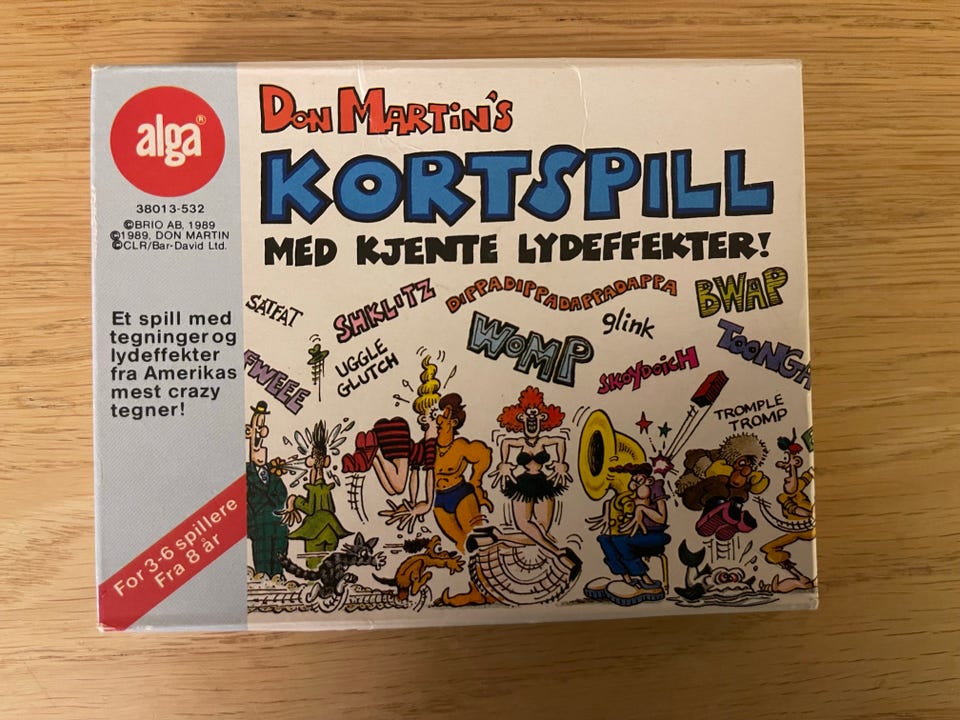 alga®
38013-532
©BRIO AB, 1989
©1989, DON MARTIN
©CLR/Bar-David Ltd.
Et spill med
tegninger og
lydeffekter
fra Amerikas
mest crazy
tegner!
For 3-6 spillere
Fra 8 år
DON MARTIN'S
KORTSPILL
MED KJENTE LYDEFFEKTER!
SATFAT
SHKLITZ
DIPPADIPPADAPPADAPPA
BWAP
FWEEE
UGGLE
GLUTCH
WOMP
glink
SKOYDOICH
TOONGH
TROMPLE
TROMP